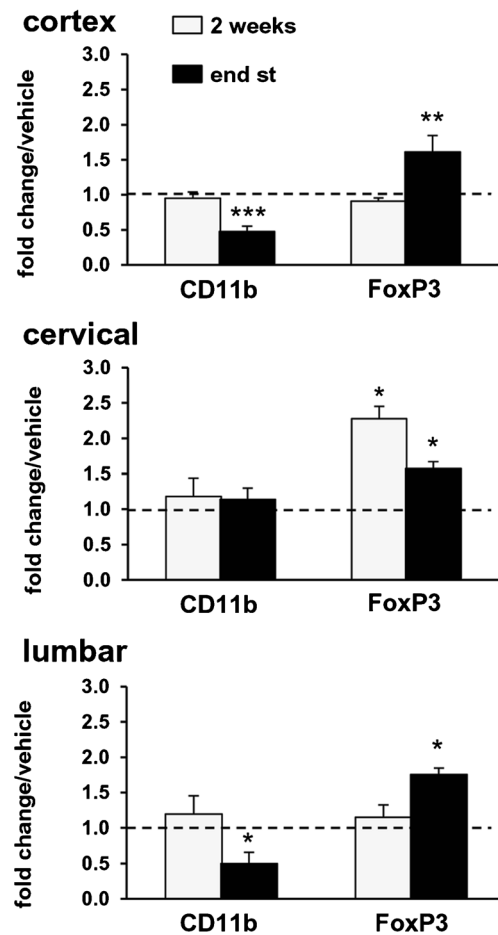 cortex
2 weeks
end st
fold change/vehicle
3.0
2.5
2.0
1.5
1.0
0.5
0.0
***
**
CD11b FoxP3
cervical
fold change/vehicle
3.0
2.5
2.0
1.5
1.0
0.5
0.0
*
*
CD11b FoxP3
lumbar
fold change/vehicle
3.0
2.5
2.0
1.5
1.0
0.5
0.0
*
*
CD11b FoxP3